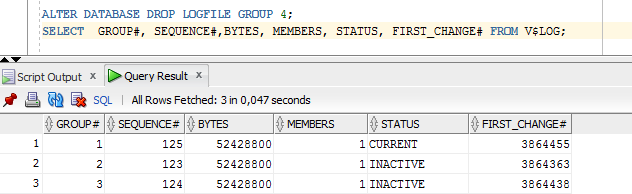 ALTER DATABASE DROP LOGFILE GROUP 4;
SELECT  GROUP#, SEQUENCE#,BYTES, MEMBERS, STATUS, FIRST_CHANGE# FROM V$LOG;
Script Output x Query Result x
SQL | All Rows Fetched: 3 in 0,047 seconds
GROUP# SEQUENCE# BYTES MEMBERS STATUS FIRST_CHANGE#
1 1 125 52428800 1 CURRENT 3864455
2 2 123 52428800 1 INACTIVE 3864363
3 3 124 52428800 1 INACTIVE 3864438